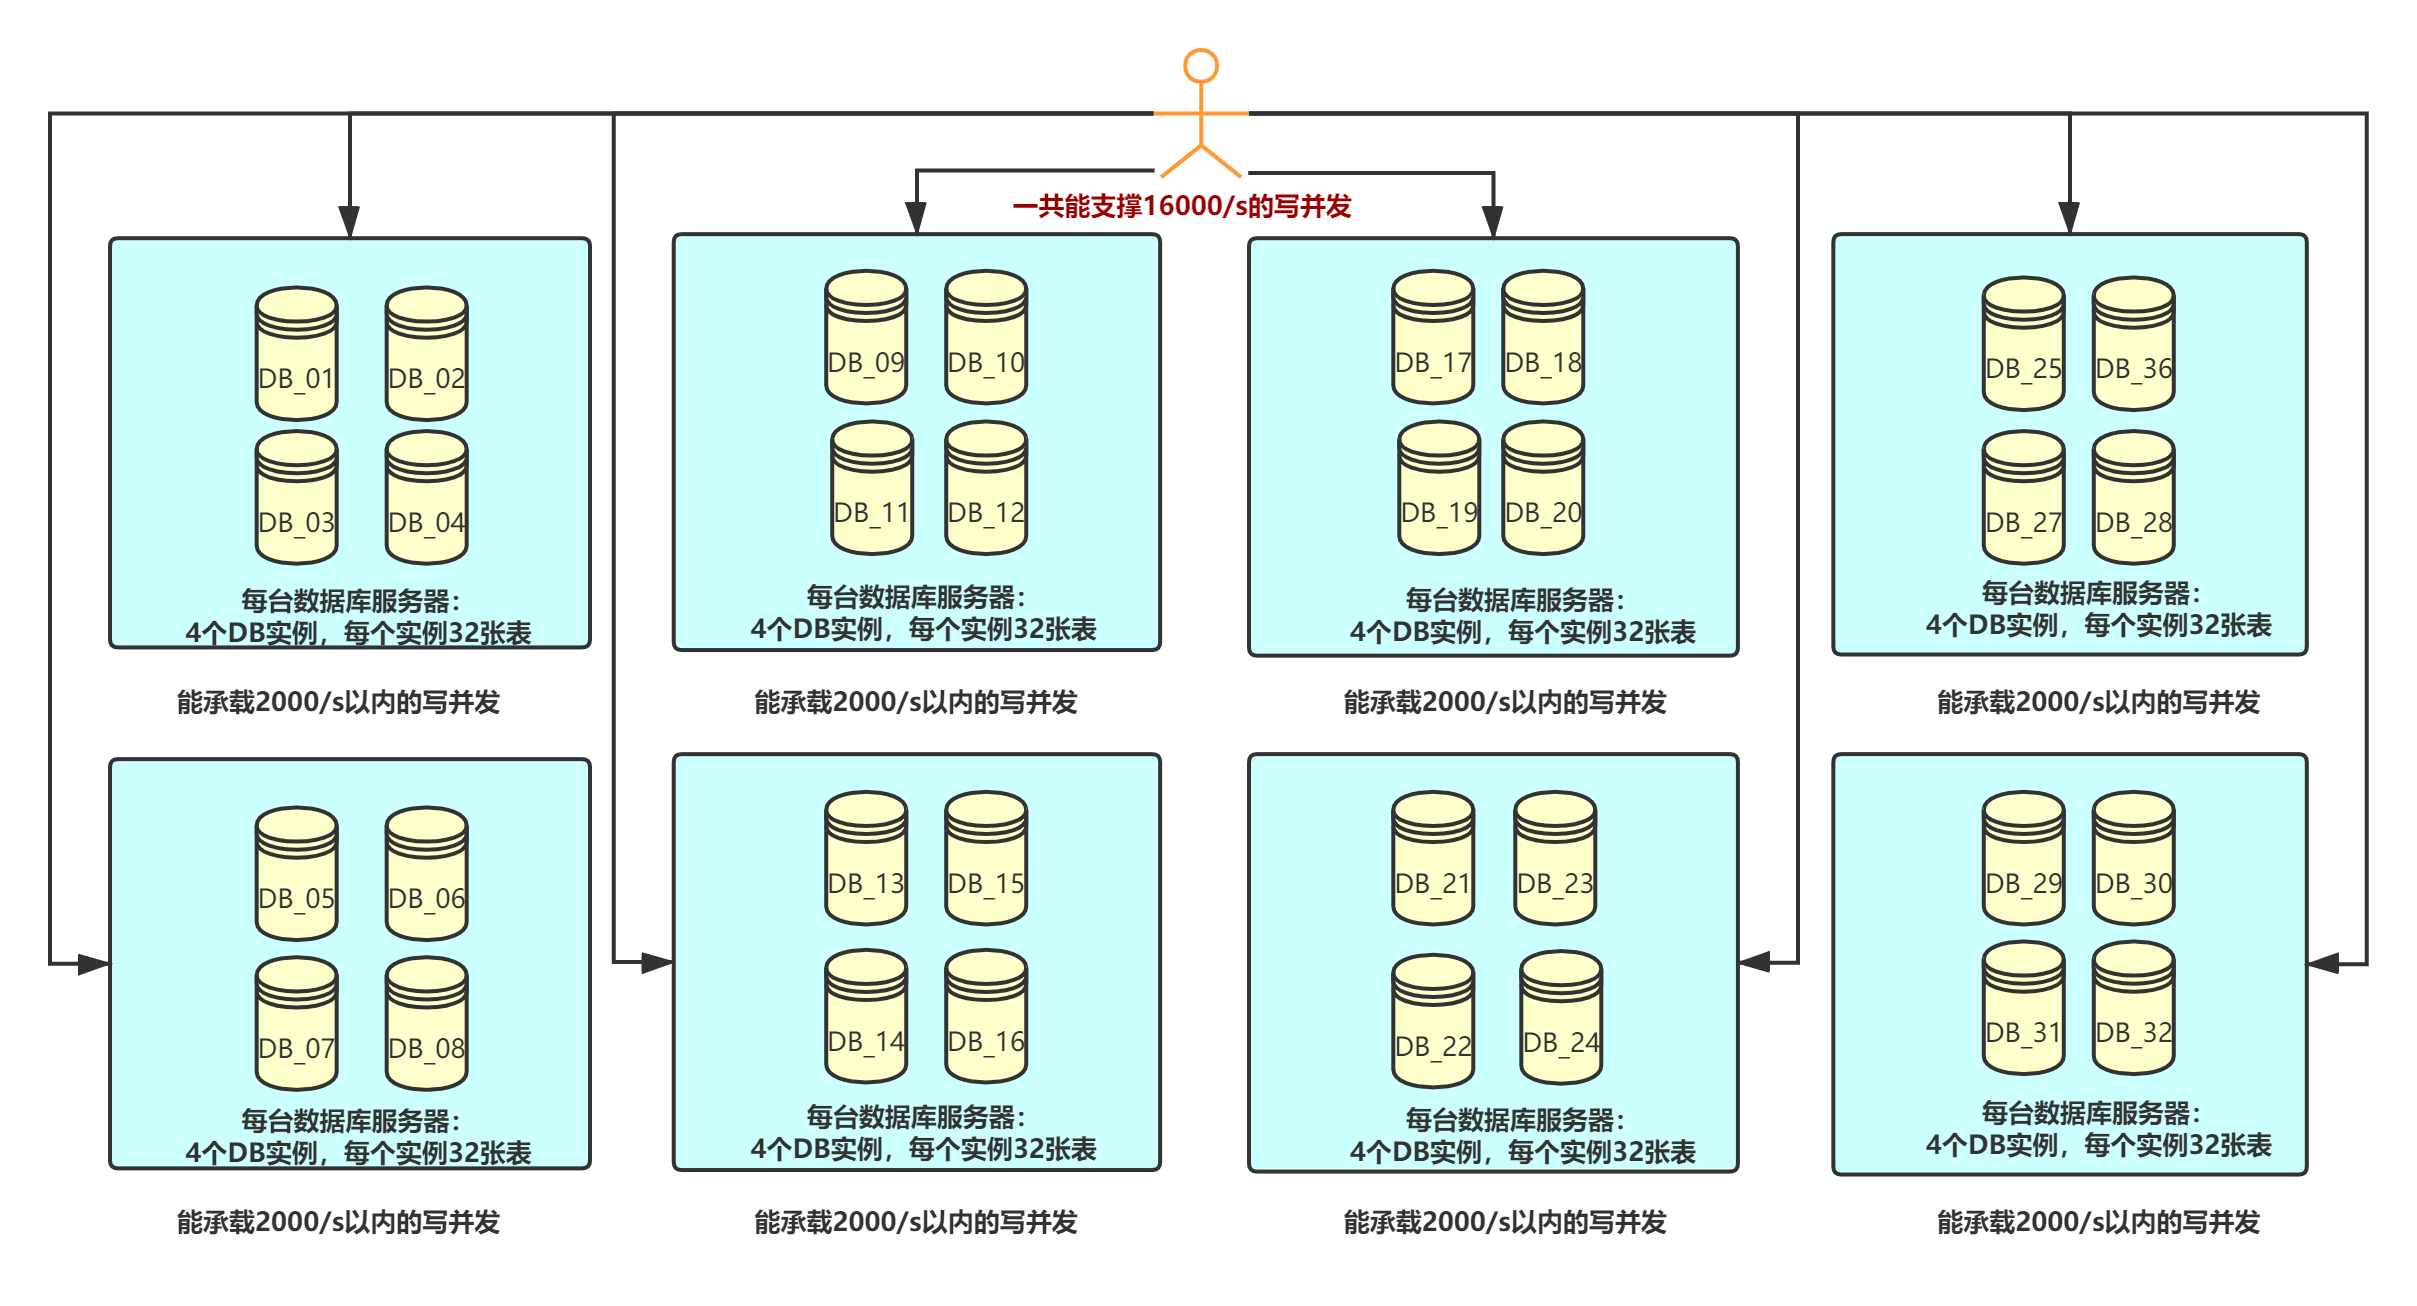 一共能支撑16000/s的写并发
DB_01
DB_02
DB_03
DB_04
每台数据库服务器：
4个DB实例，每个实例32张表
能承载2000/s以内的写并发
DB_09
DB_10
DB_11
DB_12
每台数据库服务器：
4个DB实例，每个实例32张表
能承载2000/s以内的写并发
DB_17
DB_18
DB_19
DB_20
每台数据库服务器：
4个DB实例，每个实例32张表
能承载2000/s以内的写并发
DB_25
DB_36
DB_27
DB_28
每台数据库服务器：
4个DB实例，每个实例32张表
能承载2000/s以内的写并发
DB_05
DB_06
DB_07
DB_08
每台数据库服务器：
4个DB实例，每个实例32张表
能承载2000/s以内的写并发
DB_13
DB_15
DB_14
DB_16
每台数据库服务器：
4个DB实例，每个实例32张表
能承载2000/s以内的写并发
DB_21
DB_23
DB_22
DB_24
每台数据库服务器：
4个DB实例，每个实例32张表
能承载2000/s以内的写并发
DB_29
DB_30
DB_31
DB_32
每台数据库服务器：
4个DB实例，每个实例32张表
能承载2000/s以内的写并发